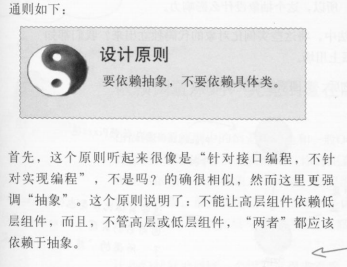 通则如下：
设计原则
要依赖抽象，不要依赖具体类。
首先，这个原则听起来很像是“针对接口编程，不针
对实现编程”，不是吗？的确很相似，然而这里更强
调“抽象”。这个原则说明了：不能让高层组件依赖低
层组件，而且，不管高层或低层组件，“两者”都应该
依赖于抽象。